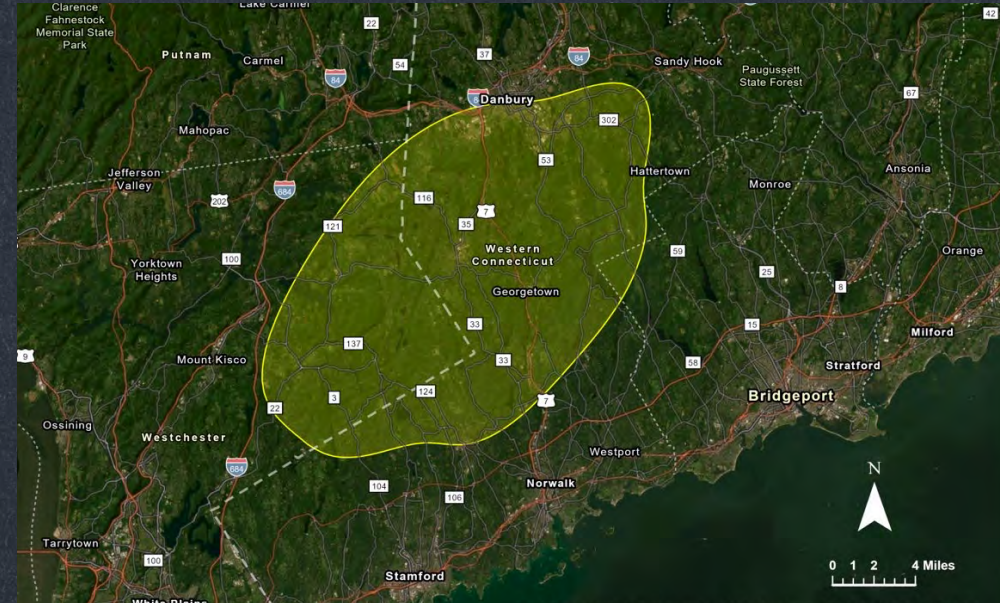 Clarence
Fahnestock
Memorial State
Park
Lake Carmel
22
42
Putnam
Carmel
54
37
84
84
Sandy Hook
Paugussett
State Forest
67
Danbury
302
Mahopac
53
Hattertown
Ansonia
Jefferson
Valley
684
202
116
7
Monroe
121
35
Western
Connecticut
59
Orange
Yorktown
Heights
100
25
8
Georgetown
33
15
Milford
9
Mount Kisco
137
33
58
Stratford
Bridgeport
22
3
124
7
Ossining
Westchester
684
Westport
N
104
106
Norwalk
Tarrytown
100
0 1 2 4 Miles
Stamford
White Plains